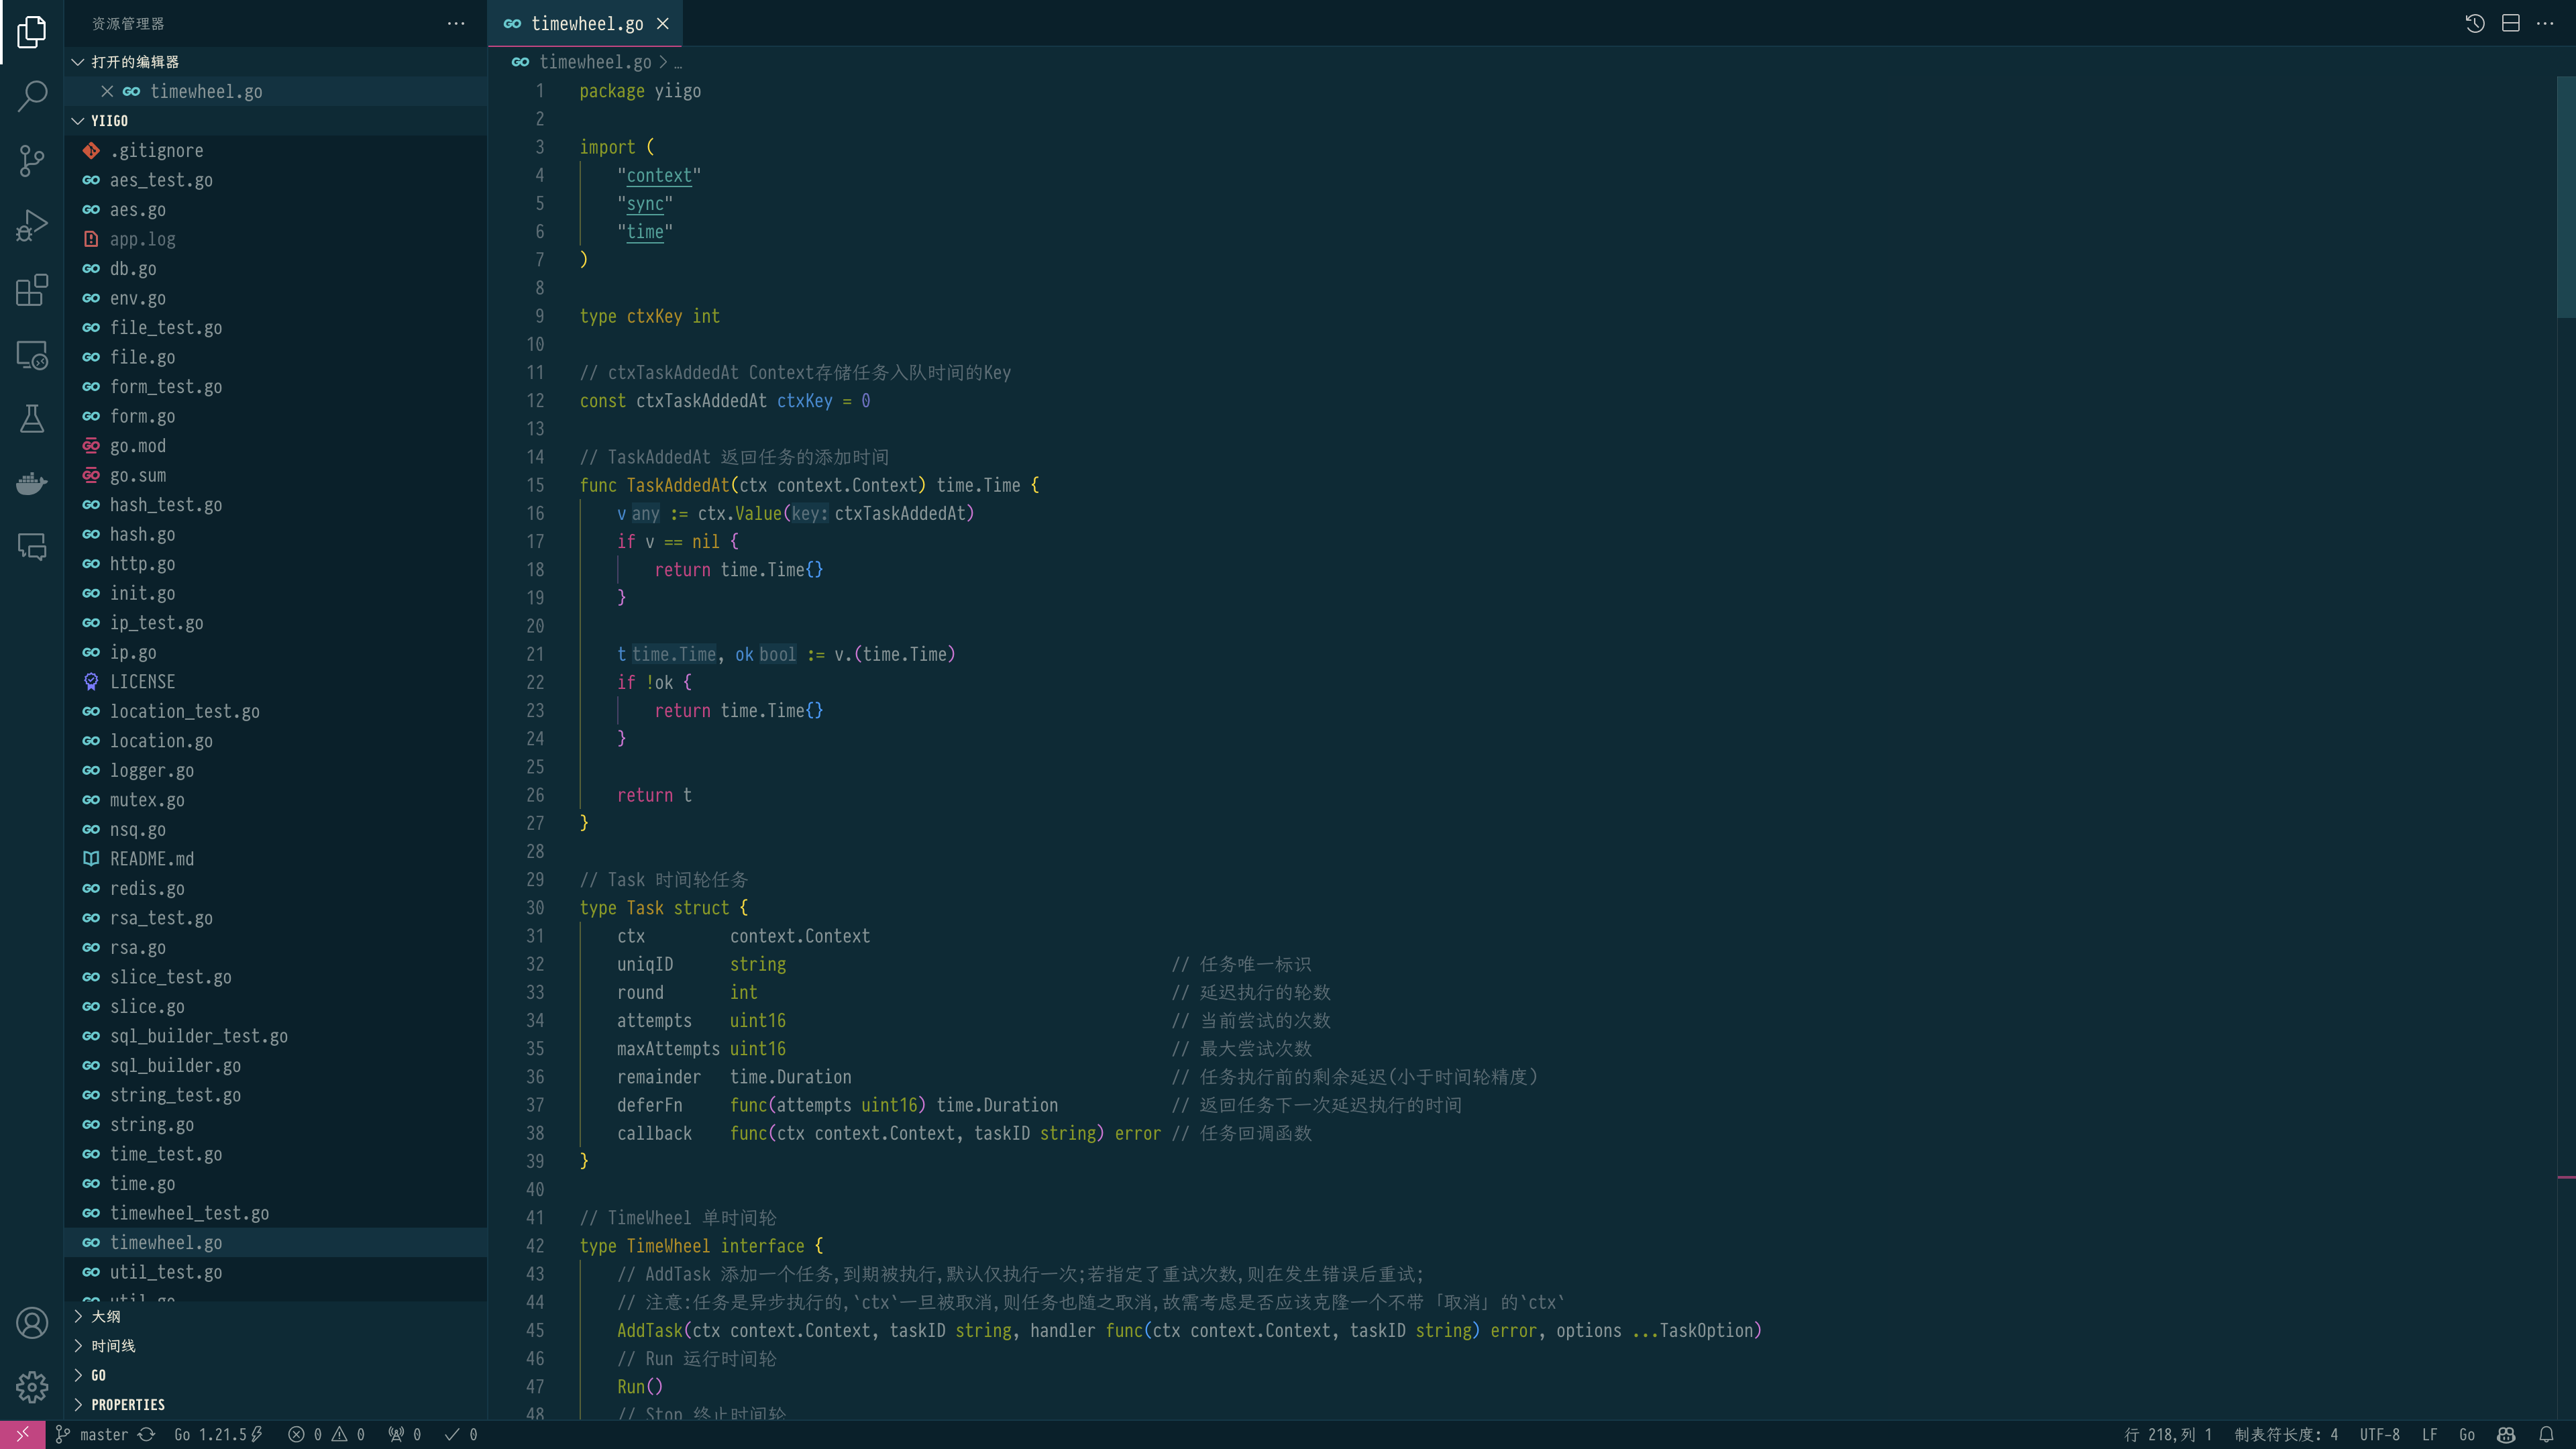 资源管理器
打开的编辑器
timewheel.go
YIIGO
.gitignore
aes_test.go
aes.go
app.log
db.go
env.go
file_test.go
file.go
form_test.go
form.go
go.mod
go.sum
hash_test.go
hash.go
http.go
init.go
ip_test.go
ip.go
LICENSE
location_test.go
location.go
logger.go
mutex.go
nsq.go
README.md
redis.go
rsa_test.go
rsa.go
slice_test.go
slice.go
sql_builder_test.go
sql_builder.go
string_test.go
string.go
time_test.go
time.go
timewheel_test.go
timewheel.go
util_test.go
util.go
大纲
时间线
GO
PROPERTIES
timewheel.go
timewheel.go > …
1 package yiigo
2
3 import (
4 "context"
5 "sync"
6 "time"
7 )
8
9 type ctxKey int
10
11 // ctxTaskAddedAt Context存储任务入队时间的Key
12 const ctxTaskAddedAt ctxKey = 0
13
14 // TaskAddedAt 返回任务的添加时间
15 func TaskAddedAt(ctx context.Context) time.Time {
16 v any := ctx.Value(key: ctxTaskAddedAt)
17 if v == nil {
18 return time.Time{}
19 }
20
21 t time.Time, ok bool := v.(time.Time)
22 if !ok {
23 return time.Time{}
24 }
25
26 return t
27 }
28
29 // Task 时间轮任务
30 type Task struct {
31 ctx context.Context
32 uniqID string // 任务唯一标识
33 round int // 延迟执行的轮数
34 attempts uint16 // 当前尝试的次数
35 maxAttempts uint16 // 最大尝试次数
36 remainder time.Duration // 任务执行前的剩余延迟(小于时间轮精度)
37 deferFn func(attempts uint16) time.Duration // 返回任务下一次延迟执行的时间
38 callback func(ctx context.Context, taskID string) error // 任务回调函数
39 }
40
41 // TimeWheel 单时间轮
42 type TimeWheel interface {
43 // AddTask 添加一个任务,到期被执行,默认仅执行一次;若指定了重试次数,则在发生错误后重试;
44 // 注意:任务是异步执行的,`ctx`一旦被取消,则任务也随之取消,故需考虑是否应该克隆一个不带「取消」的`ctx`
45 AddTask(ctx context.Context, taskID string, handler func(ctx context.Context, taskID string) error, options ...TaskOption)
46 // Run 运行时间轮
47 Run()
48 // Stop 终止时间轮
master Go 1.21.5 0 0 0 0 行 218,列 1 制表符长度: 4 UTF-8 LF Go